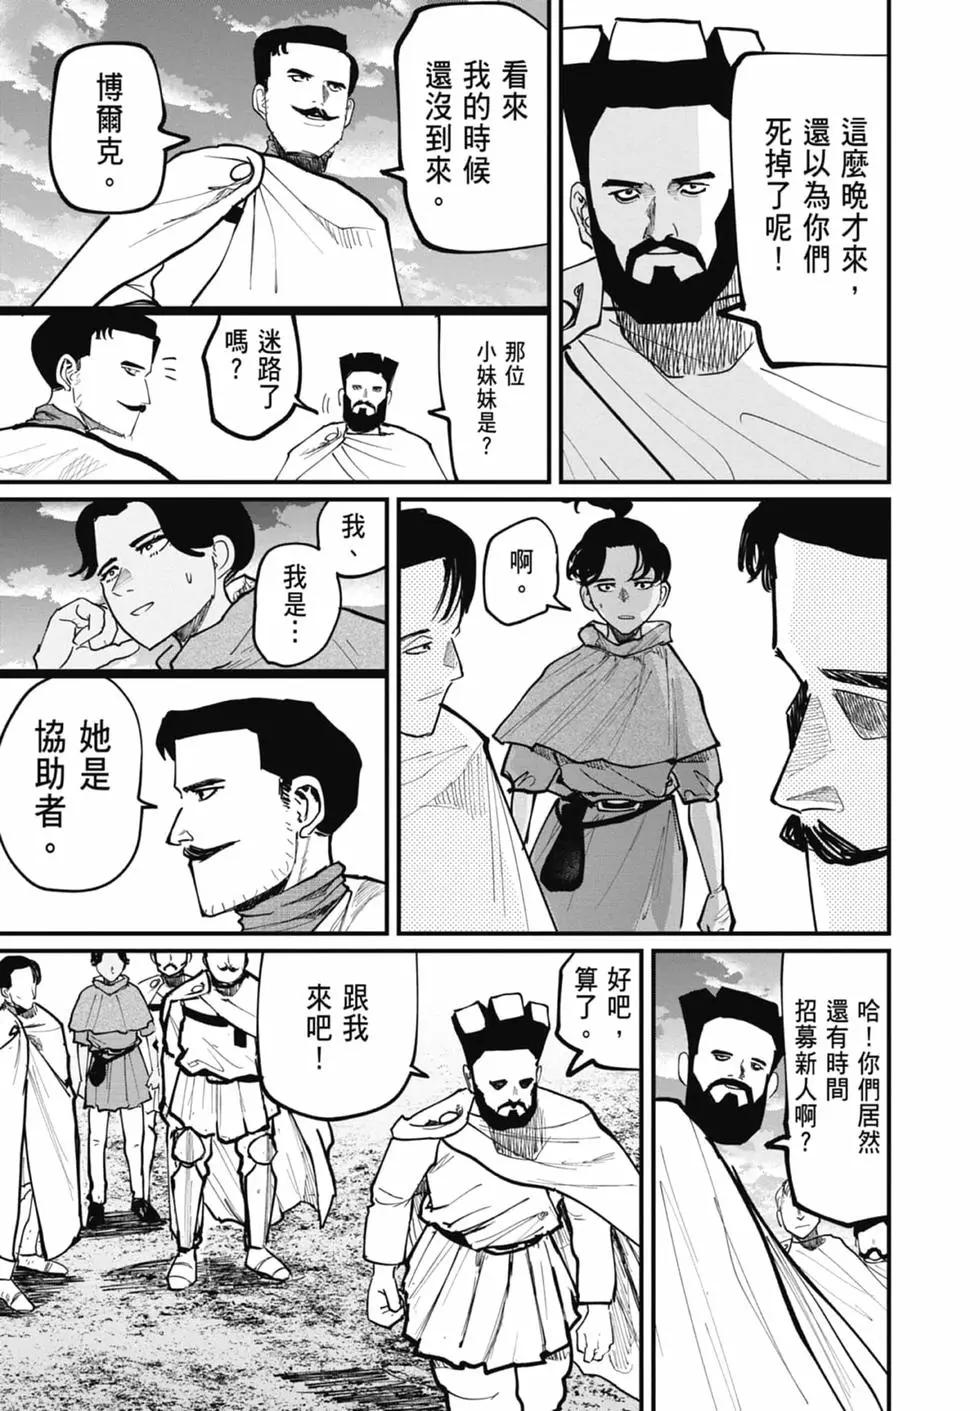 這麼晚才來，
還以為你們
死掉了呢！
看來
我的時候
還沒到來。
博爾克。
那位
小妹妹是？
迷路了
嗎？
啊。
我、
我是…
她是
協助者。
哈！你們居然
還有時間
招募新人啊？
好吧，
算了。
跟我
來吧！